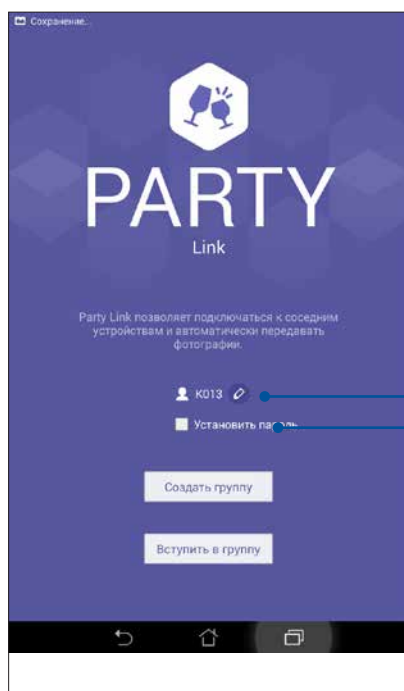 Сохранение...
PARTY
Link
Party Link позволяет подключаться к соседним
устройствам и автоматически передавать
фотографии.
K013
Установить пароль
Создать группу
Вступить в группу